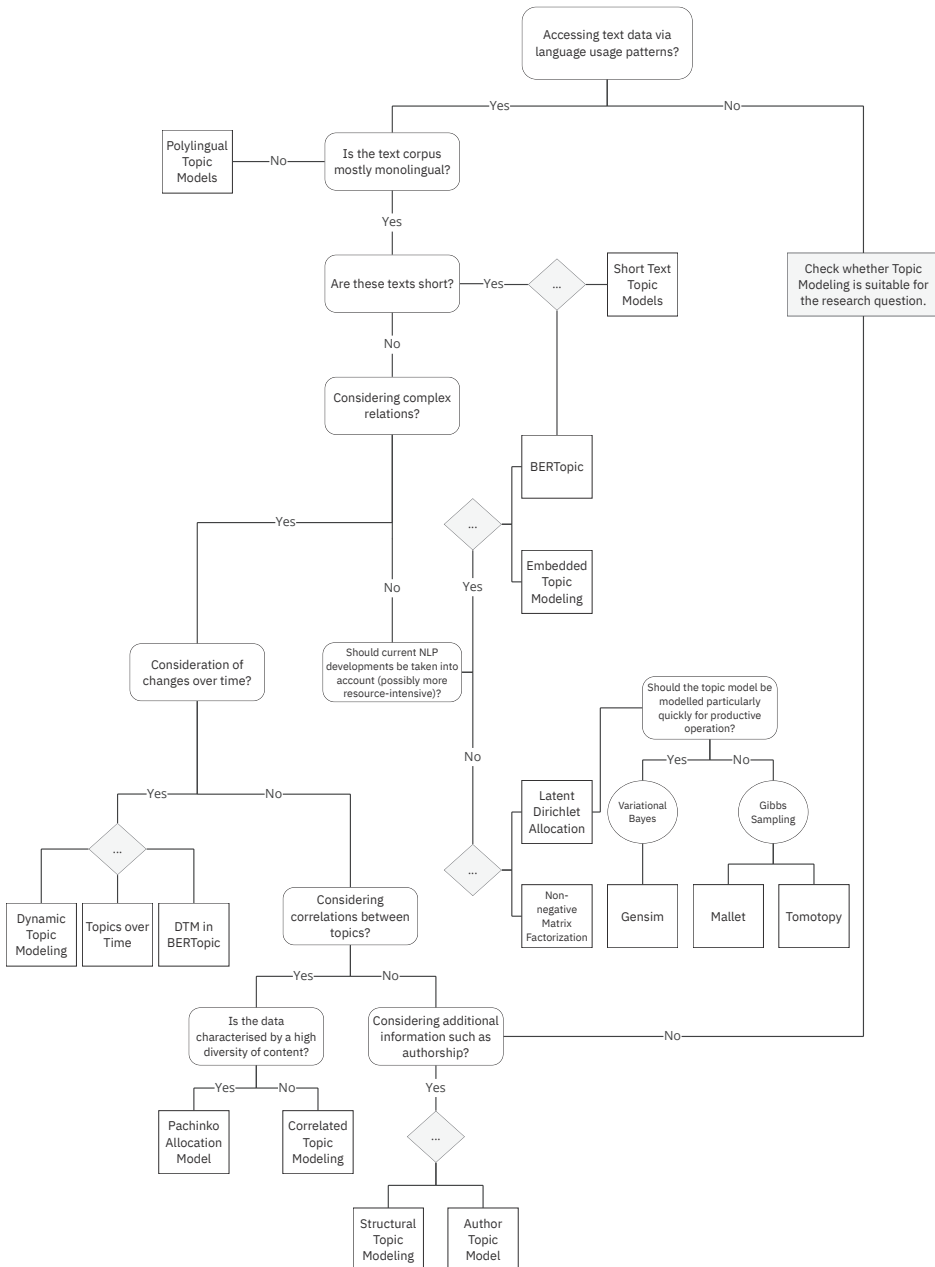 Accessing text data via
language usage patterns?
Yes
No
Polylingual
Topic
Models
No
Is the text corpus
mostly monolingual?
Yes
Are these texts short?
Yes
...
Short Text
Topic
Models
Check whether Topic
Modeling is suitable for
the research question.
No
Considering complex
relations?
BERTopic
Yes
...
Embedded
Topic
Modeling
No
Yes
Consideration of
changes over time?
Should current NLP
developments be taken into
account (possibly more
resource-intensive)?
Should the topic model be
modelled particularly
quickly for productive
operation?
No
Yes
No
Yes
No
Latent
Dirichlet
Allocation
Variational
Bayes
Gibbs
Sampling
...
...
Non-
negative
Matrix
Factorization
Gensim
Mallet
Tomotopy
Dynamic
Topic
Modeling
Topics over
Time
DTM in
BERTopic
Considering
correlations between
topics?
Yes
No
Is the data
characterised by a high
diversity of content?
Considering additional
information such as
authorship?
No
Yes
No
Yes
Pachinko
Allocation
Model
Correlated
Topic
Modeling
...
Structural
Topic
Modeling
Author
Topic
Model